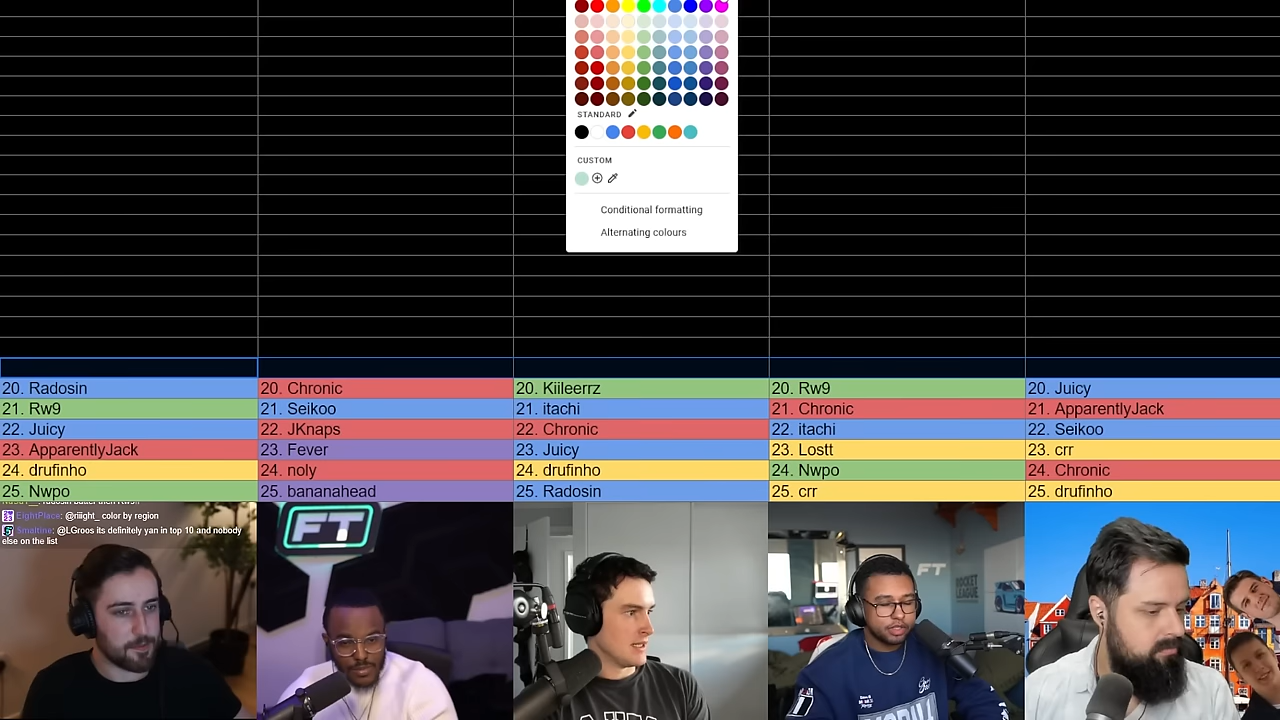 STANDARD
CUSTOM
Conditional formatting
Alternating colours
20. Radosin
20. Chronic
20. Kiileerrz
20. Rw9
20. Juicy
21. Rw9
21. Seikoo
21. itachi
21. Chronic
21. ApparentlyJack
22. Juicy
22. JKnaps
22. Chronic
22. itachi
22. Seikoo
23. ApparentlyJack
23. Fever
23. Juicy
23. Lostt
23. crr
24. drufinho
24. noly
24. drufinho
24. Nwpo
24. Chronic
25. Nwpo
25. bananahead
25. Radosin
25. crr
25. drufinho
EightPlace: @riiight_ color by region
@LGroos its definitely yan in top 10 and nobody
else on the list
FT
FT
ROCKET
LEAGUE